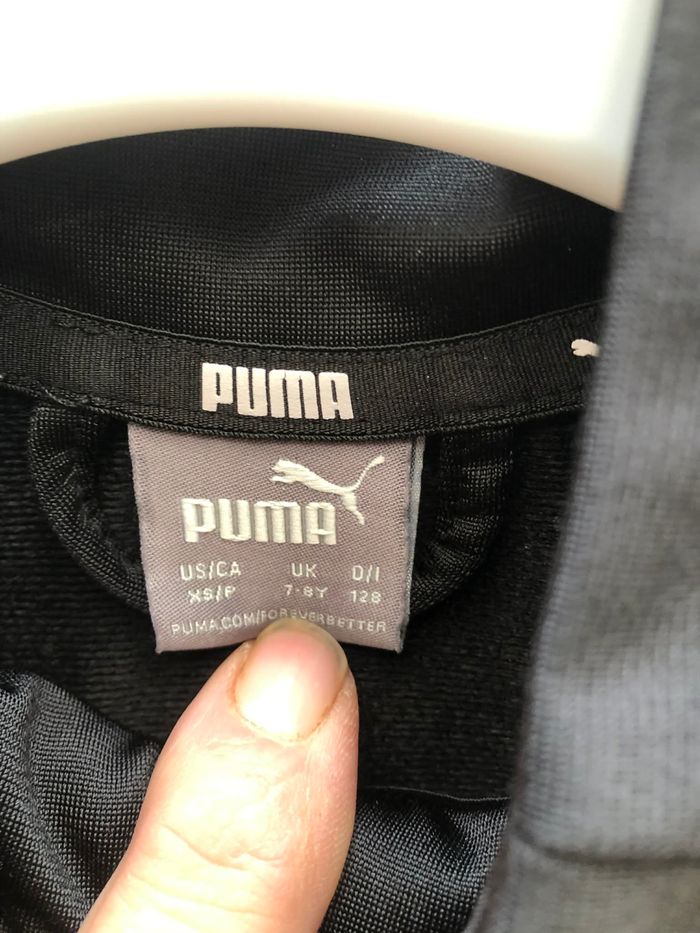 PUMA
PUMA
US/CA UK D/I
XS/P 7-8Y 128
PUMA.COM/FOREVERBETTER